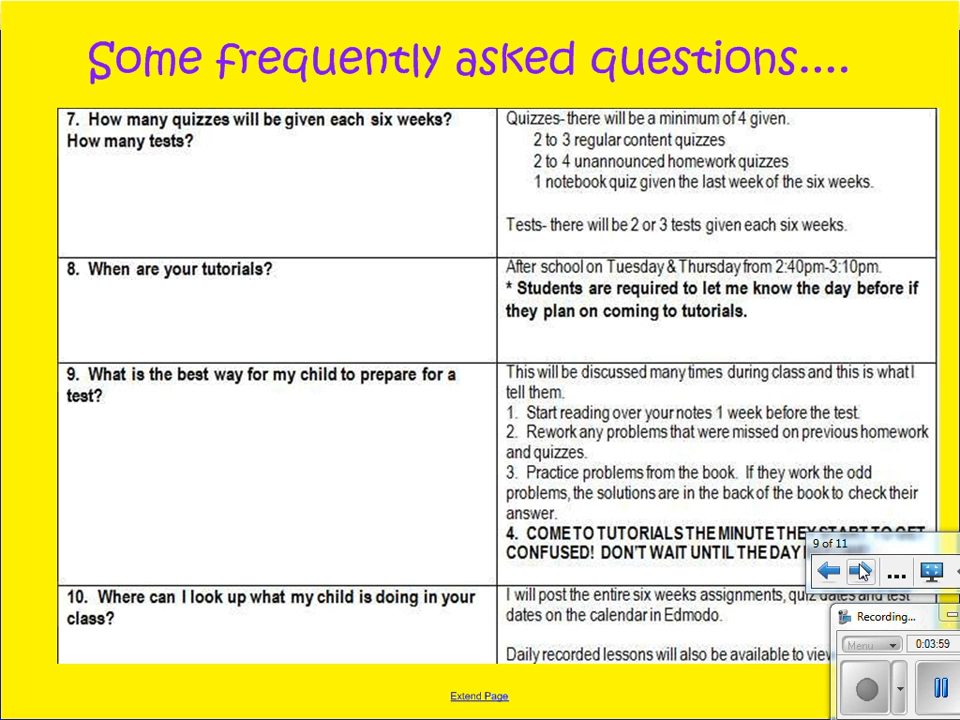 Some frequently asked questions....
7. How many quizzes will be given each six weeks?
How many tests?
Quizzes- there will be a minimum of 4 given.
2 to 3 regular content quizzes
2 to 4 unannounced homework quizzes
1 notebook quiz given the last week of the six weeks.
Tests- there will be 2 or 3 tests given each six weeks.
8. When are your tutorials?
After school on Tuesday & Thursday from 2:40pm-3:10pm.
* Students are required to let me know the day before if
they plan on coming to tutorials.
9. What is the best way for my child to prepare for a
test?
This will be discussed many times during class and this is what I
tell them.
1. Start reading over your notes 1 week before the test.
2. Rework any problems that were missed on previous homework
and quizzes.
3. Practice problems from the book. If they work the odd
problems, the solutions are in the back of the book to check their
answer.
4. COME TO TUTORIALS THE MINUTE THEY START TO GET
CONFUSED! DON'T WAIT UNTIL THE DAY
10. Where can I look up what my child is doing in your
class?
I will post the entire six weeks assignments, quiz dates and test
dates on the calendar in Edmodo.
Daily recorded lessons will also be available to view
9 of 11
...
Recording...
Menu
0:03:59
Extend Page